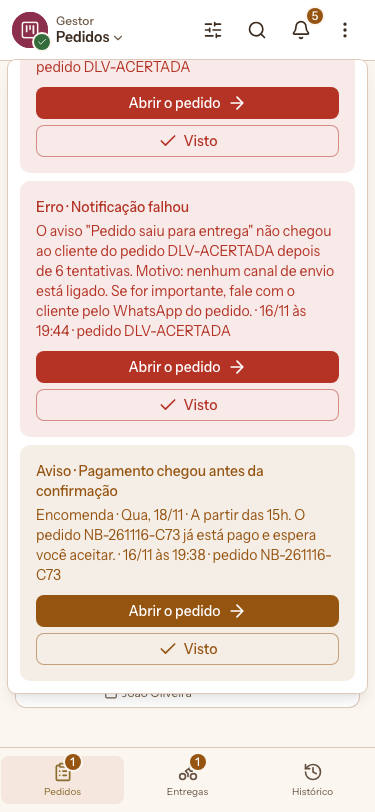 Gestor
Pedidos
5
pedido DLV-ACERTADA
Abrir o pedido
Visto
Erro · Notificação falhou
O aviso "Pedido saiu para entrega" não chegou
ao cliente do pedido DLV-ACERTADA depois
de 6 tentativas. Motivo: nenhum canal de envio
está ligado. Se for importante, fale com o
cliente pelo WhatsApp do pedido. · 16/11 às
19:44 · pedido DLV-ACERTADA
Abrir o pedido
Visto
Aviso · Pagamento chegou antes da
confirmação
Encomenda · Qua, 18/11 · A partir das 15h. O
pedido NB-261116-C73 já está pago e espera
você aceitar. · 16/11 às 19:38 · pedido NB-261116-
C73
Abrir o pedido
Visto
João Oliveira
1
Pedidos
1
Entregas
Histórico